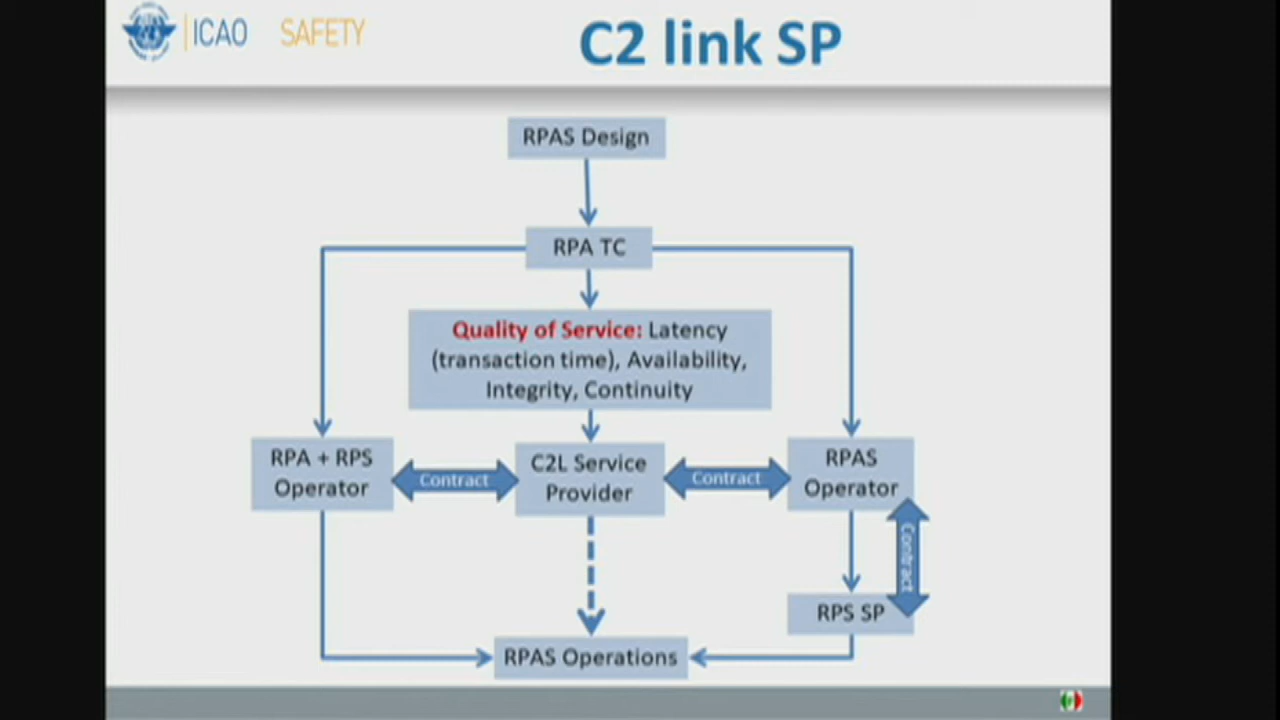 ICAO SAFETY
C2 link SP
RPAS Design
RPA TC
Quality of Service: Latency
(transaction time), Availability,
Integrity, Continuity
RPA + RPS
Operator
Contract
C2L Service
Provider
Contract
RPAS
Operator
Contract
RPS SP
RPAS Operations